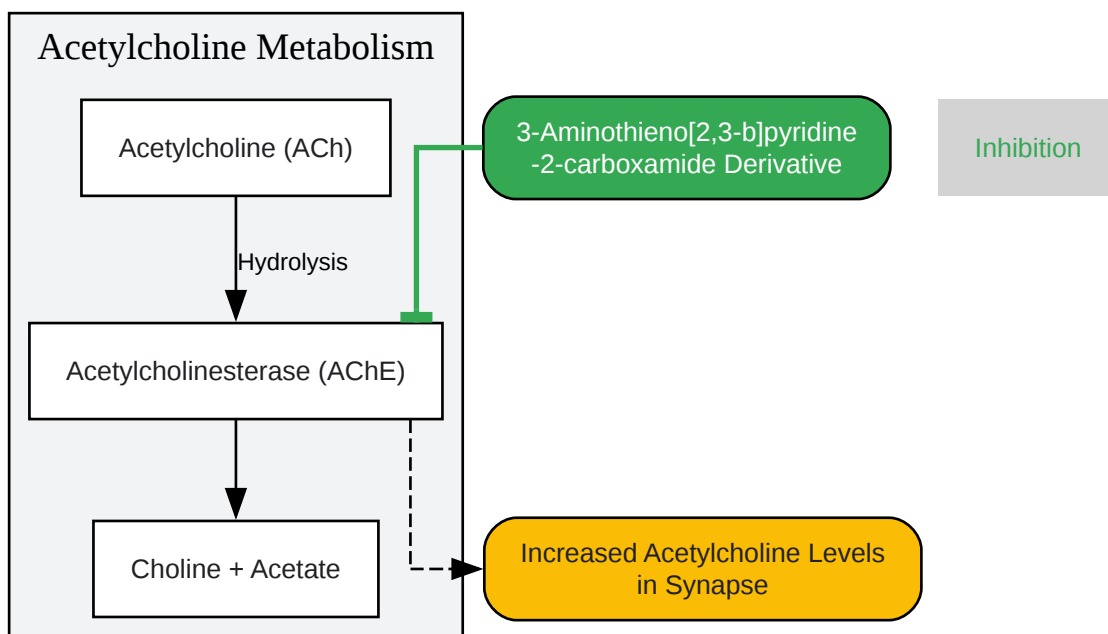 Acetylcholine Metabolism
Acetylcholine (ACh)
3-Aminothieno[2,3-b]pyridine
-2-carboxamide Derivative
Inhibition
Hydrolysis
Acetylcholinesterase (AChE)
Choline + Acetate
Increased Acetylcholine Levels
in Synapse